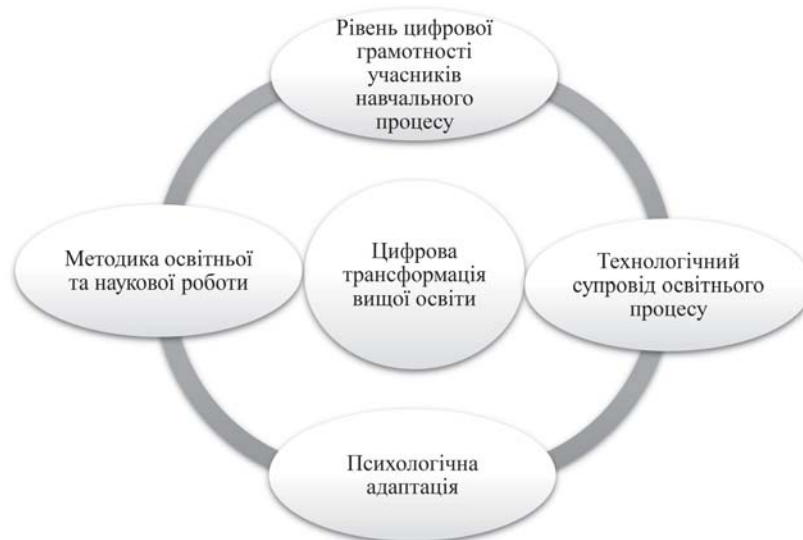 Рівень цифрової
грамотності
учасників
навчального
процесу
Методика освітньої
та наукової роботи
Цифрова
трансформація
вищої освіти
Технологічний
супровід освітнього
процесу
Психологічна
адаптація